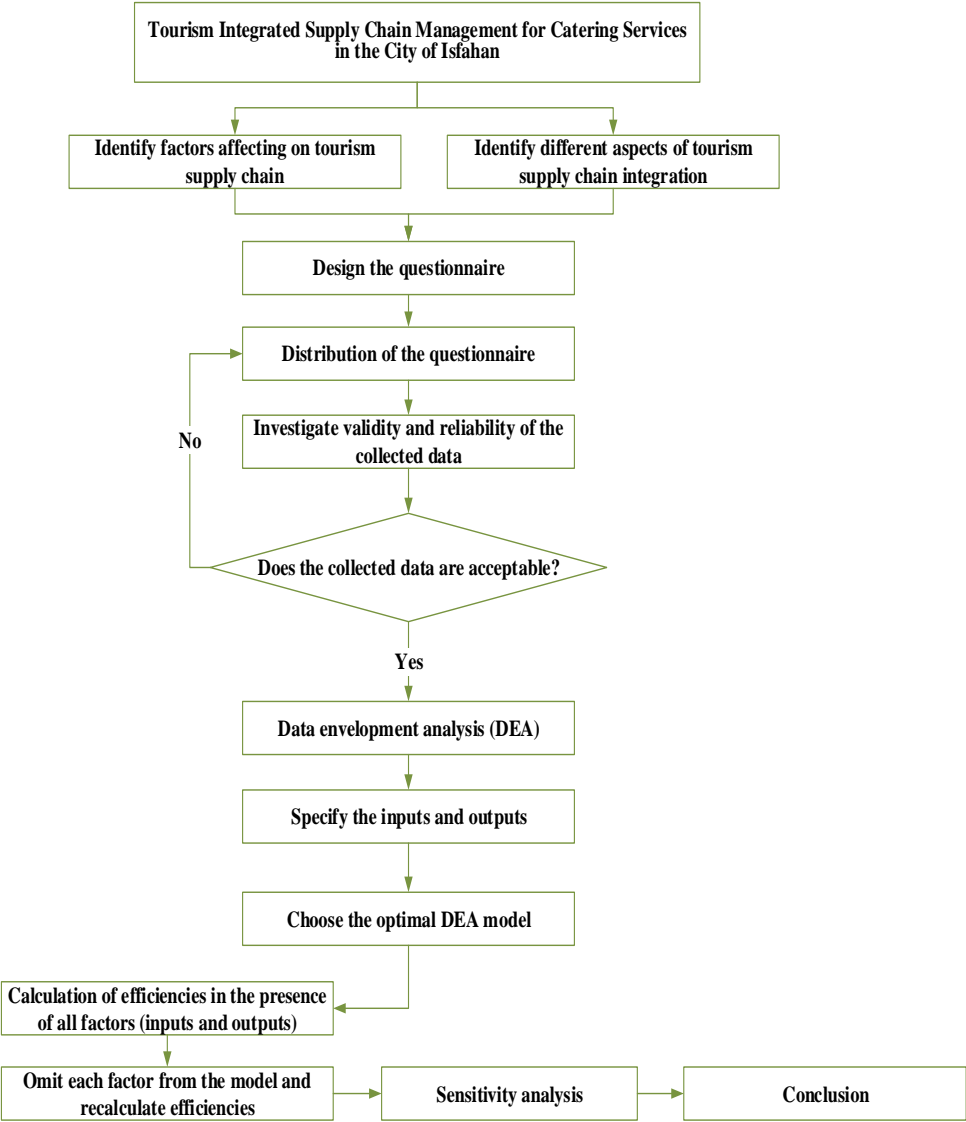 Tourism Integrated Supply Chain Management for Catering Services
in the City of Isfahan
Identify factors affecting on tourism
supply chain
Identify different aspects of tourism
supply chain integration
Design the questionnaire
Distribution of the questionnaire
No
Investigate validity and reliability of the
collected data
Does the collected data are acceptable?
Yes
Data envelopment analysis (DEA)
Specify the inputs and outputs
Choose the optimal DEA model
Calculation of efficiencies in the presence
of all factors (inputs and outputs)
Omit each factor from the model and
recalculate efficiencies
Sensitivity analysis
Conclusion